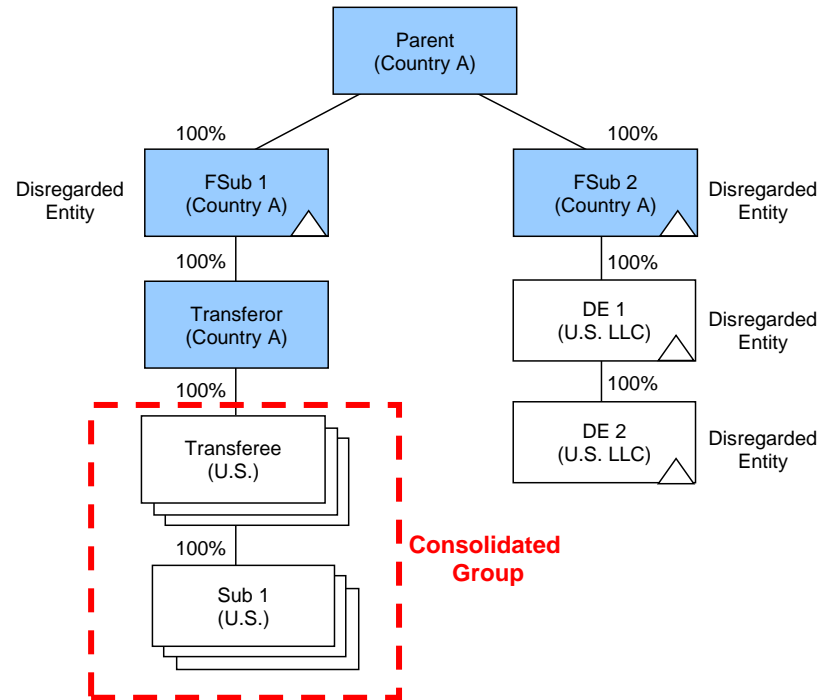 Parent
(Country A)
100%
100%
Disregarded
Entity
FSub 1
(Country A)
FSub 2
(Country A)
Disregarded
Entity
100%
100%
Transferor
(Country A)
DE 1
(U.S. LLC)
Disregarded
Entity
100%
100%
Transferee
(U.S.)
DE 2
(U.S. LLC)
Disregarded
Entity
100%
Consolidated
Group
Sub 1
(U.S.)